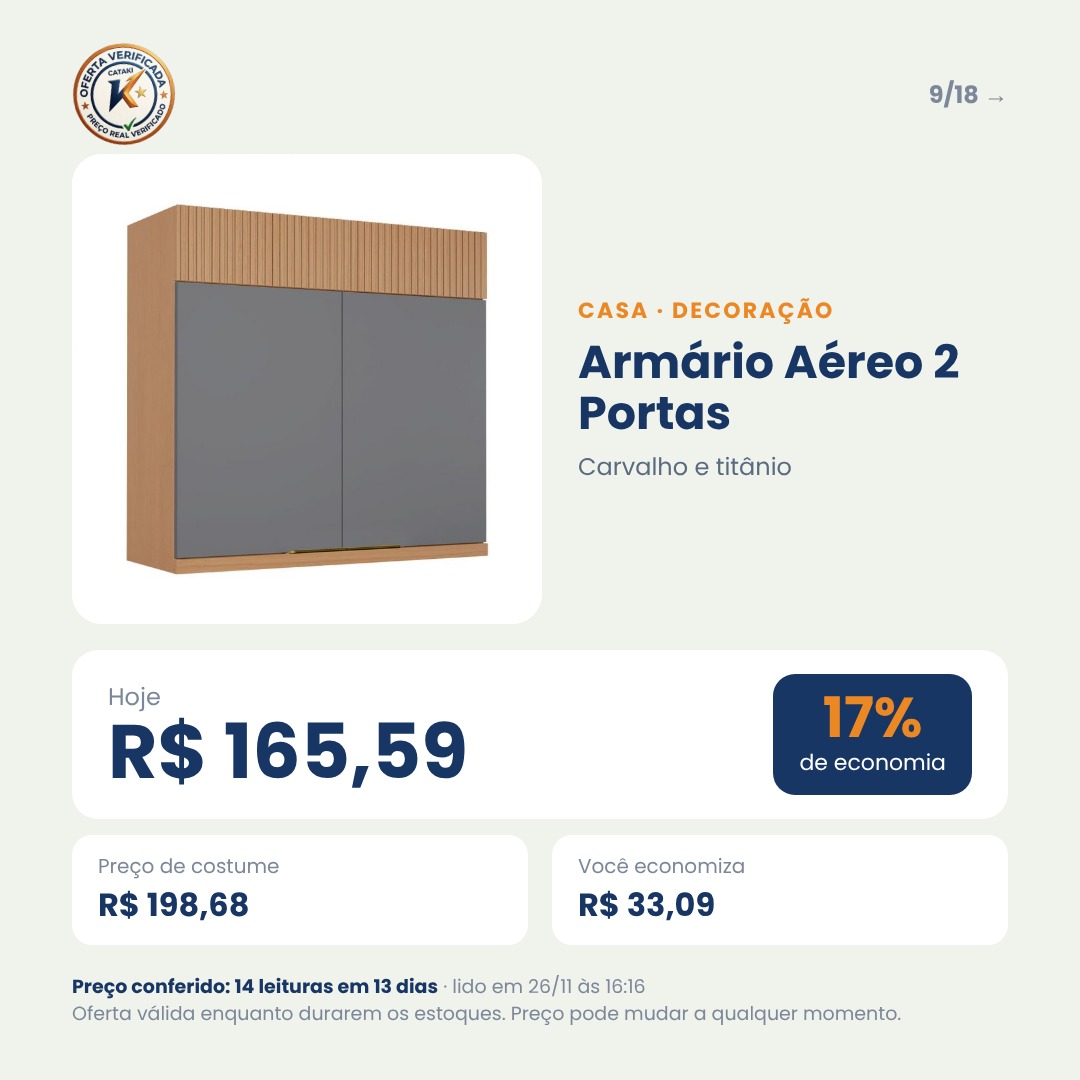 OFERTA VERIFICADA
CATAKI
K
PREÇO REAL VERIFICADO
9/18 →
CASA · DECORAÇÃO
Armário Aéreo 2
Portas
Carvalho e titânio
Hoje
R$ 165,59
17%
de economia
Preço de costume
R$ 198,68
Você economiza
R$ 33,09
Preço conferido: 14 leituras em 13 dias · lido em 26/11 às 16:16
Oferta válida enquanto durarem os estoques. Preço pode mudar a qualquer momento.